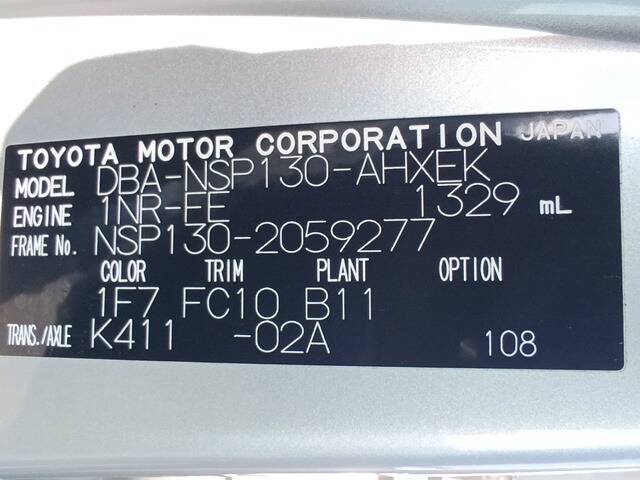 TOYOTA MOTOR CORPORATION JAPAN
MODEL DBA-NSP130-AHXEK
ENGINE 1NR-FE 1329 mL
FRAME No. NSP130-2059277
COLOR TRIM PLANT OPTION
1F7 FC10 B11
TRANS./AXLE K411 -02A 108